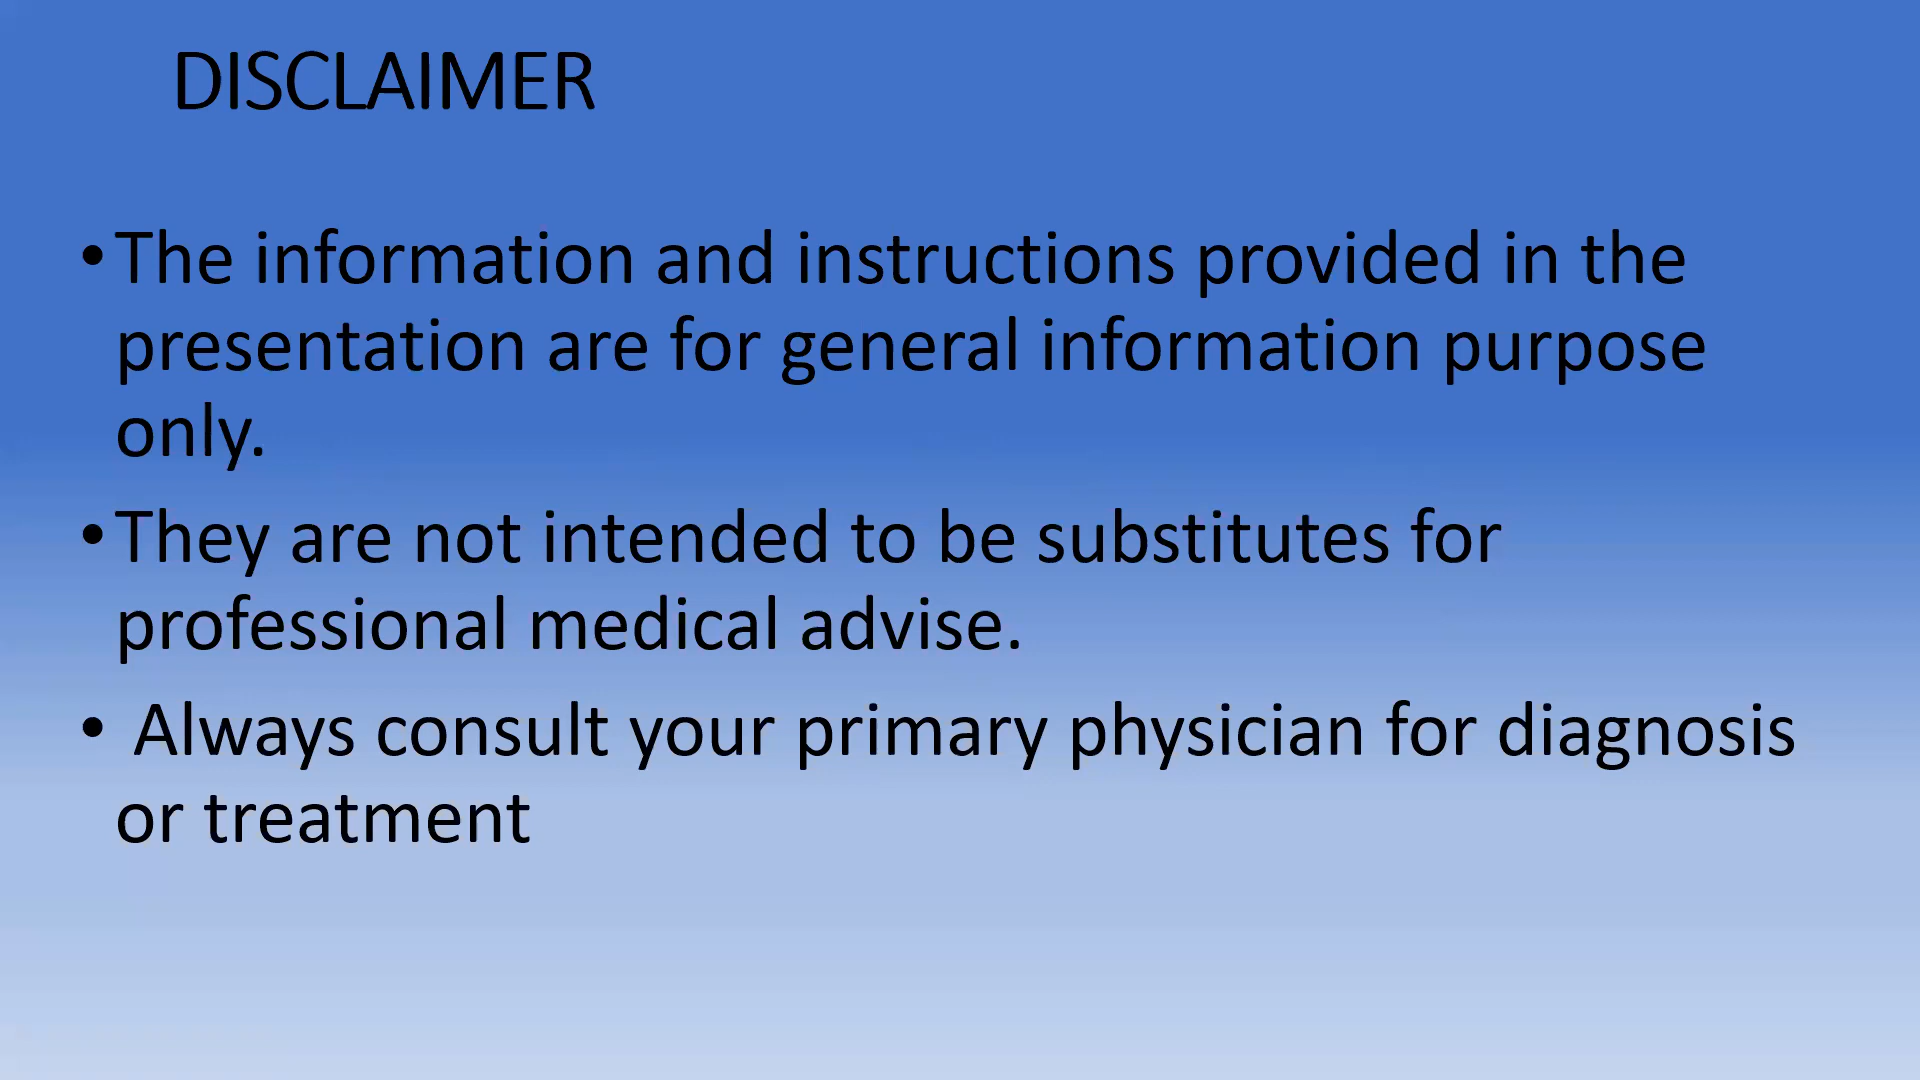 DISCLAIMER
•The information and instructions provided in the
presentation are for general information purpose
only.
•They are not intended to be substitutes for
professional medical advise.
• Always consult your primary physician for diagnosis
or treatment